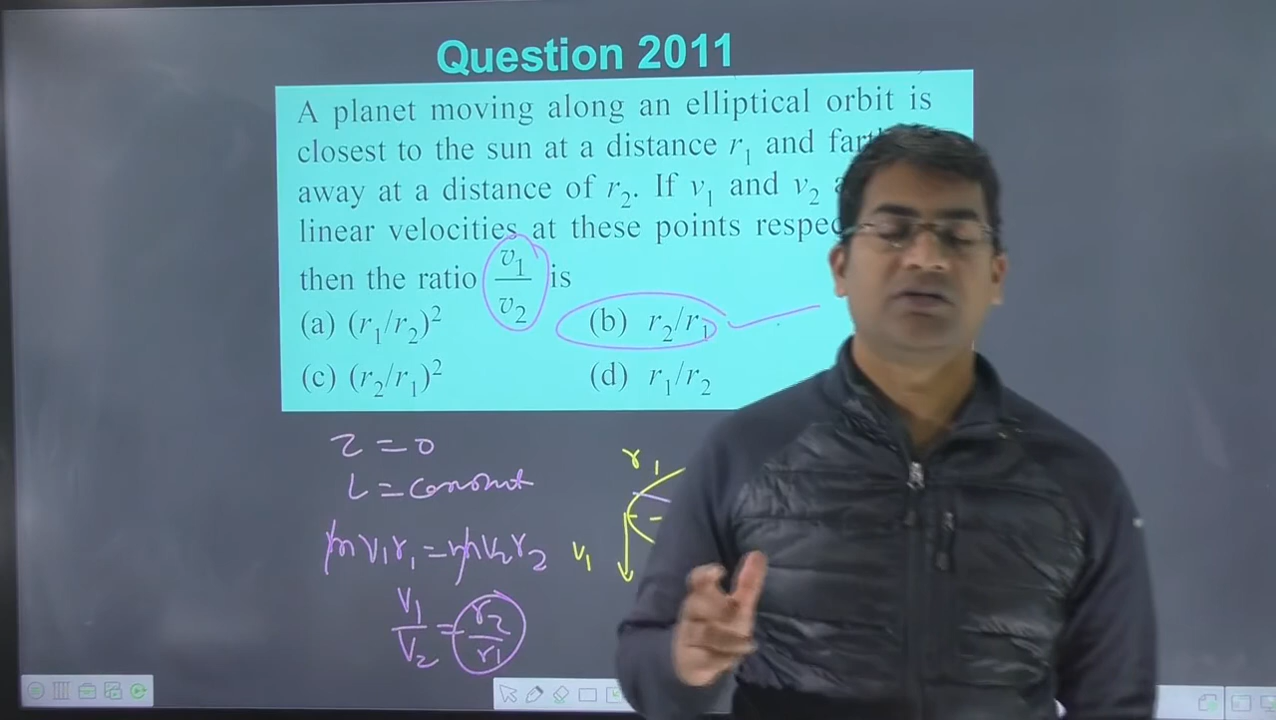 Question 2011
A planet moving along an elliptical orbit is
closest to the sun at a distance r₁ and
away at a distance of r₂. If v₁ and v₂
linear velocities at these points
then the ratio v₁/v₂ is
(a) (r₁/r₂)² (b) r₂/r₁
(c) (r₂/r₁)² (d) r₁/r₂
τ = 0
L = constant
m v₁ r₁ = m v₂ r₂
v₁/v₂ = r₂/r₁
r₁
v₁